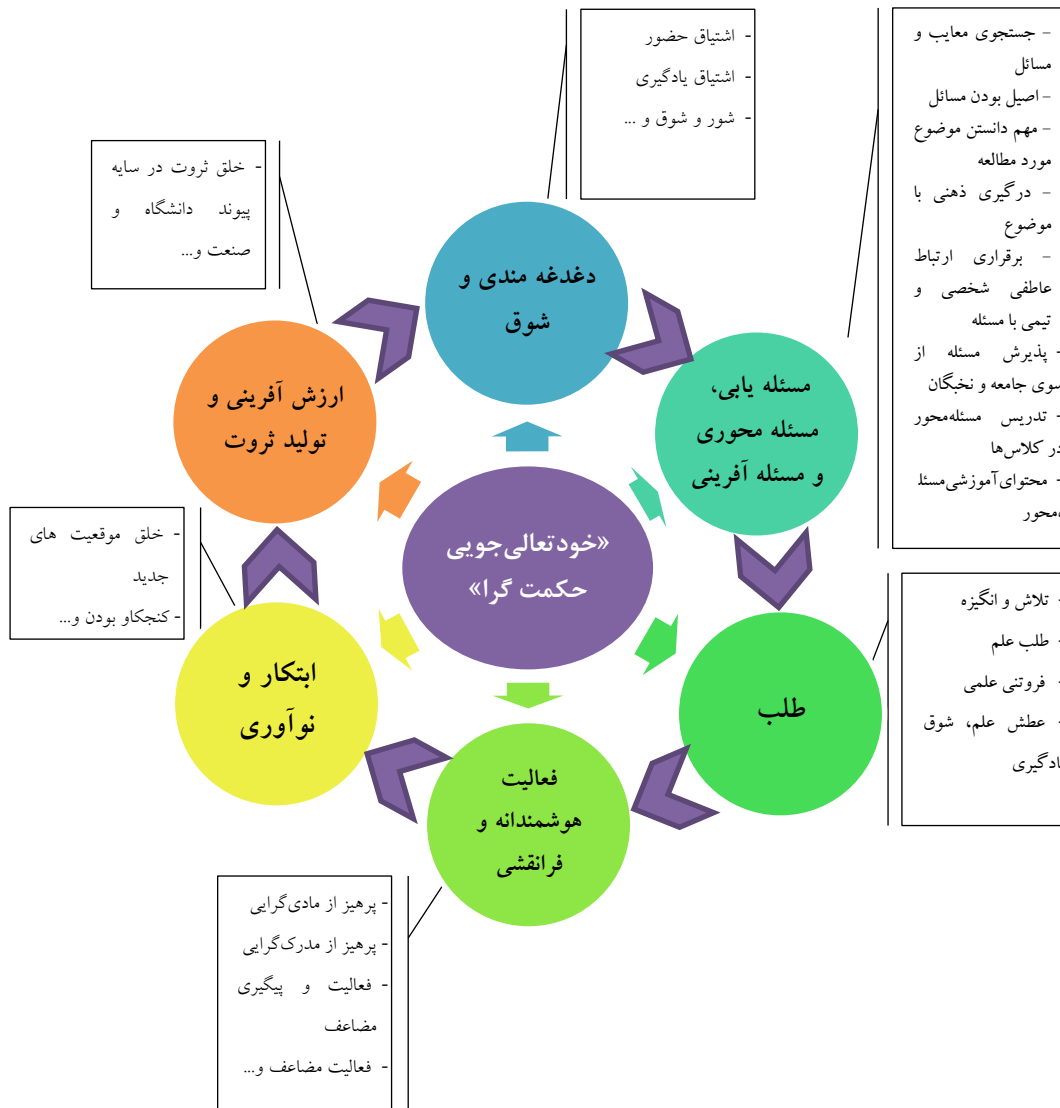 - اشتیاق حضور
- اشتیاق یادگیری
- شور و شوق و ...
- جستجوی معایب و
مسائل
- اصیل بودن مسائل
- مهم دانستن موضوع
مورد مطالعه
- درگیری ذهنی با
موضوع
- برقراری ارتباط
عاطفی شخصی و
تیمی با مسئله
- پذیرش مسئله از
سوی جامعه و نخبگان
- تدریس مسئله‌محور
در کلاس‌ها
- محتوای‌آموزشی‌مسئل
ه‌محور
- خلق ثروت در سایه
پیوند دانشگاه و
صنعت و...
دغدغه مندی و
شوق
مسئله یابی،
مسئله محوری
و مسئله آفرینی
ارزش آفرینی و
تولید ثروت
«خودتعالی‌جویی
حکمت گرا»
- خلق موقعیت های
جدید
- کنجکاو بودن و...
- تلاش و انگیزه
- طلب علم
- فروتنی علمی
- عطش علم، شوق
یادگیری
طلب
ابتکار و
نوآوری
فعالیت
هوشمندانه و
فرانقشی
- پرهیز از مادی‌گرایی
- پرهیز از مدرک‌گرایی
- فعالیت و پیگیری
مضاعف
- فعالیت مضاعف و...